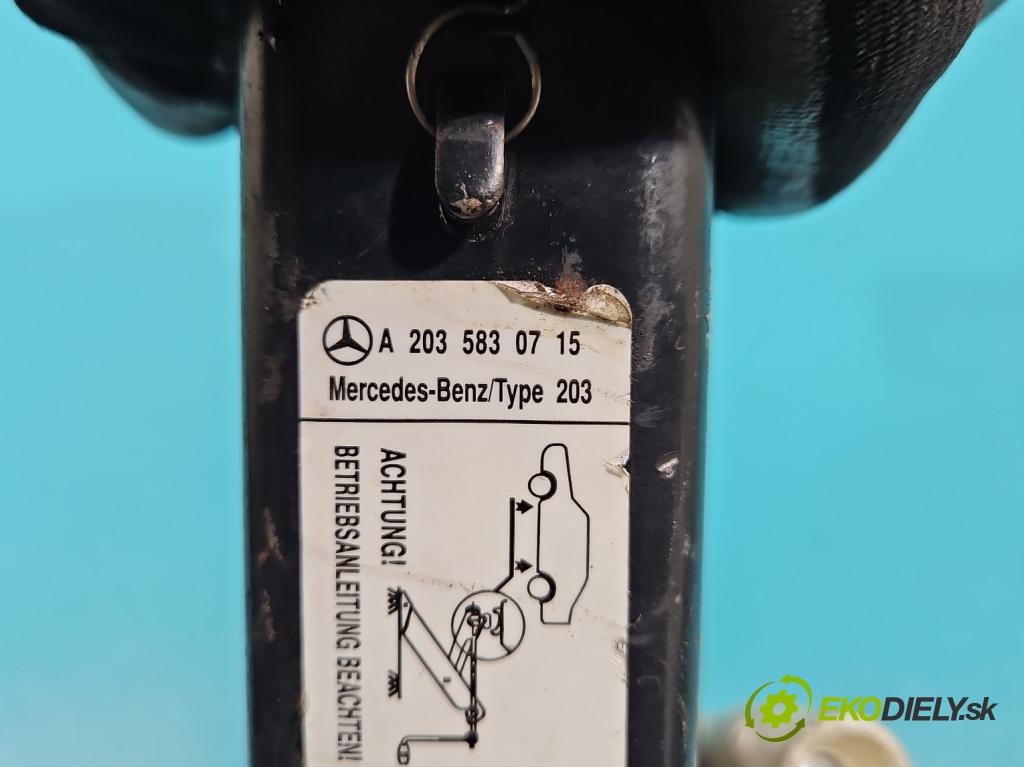 A 203 583 07 15
Mercedes-Benz/Type 203
ACHTUNG!
BETRIEBSANLEITUNG BEACHTEN!
EKODIELY.sk